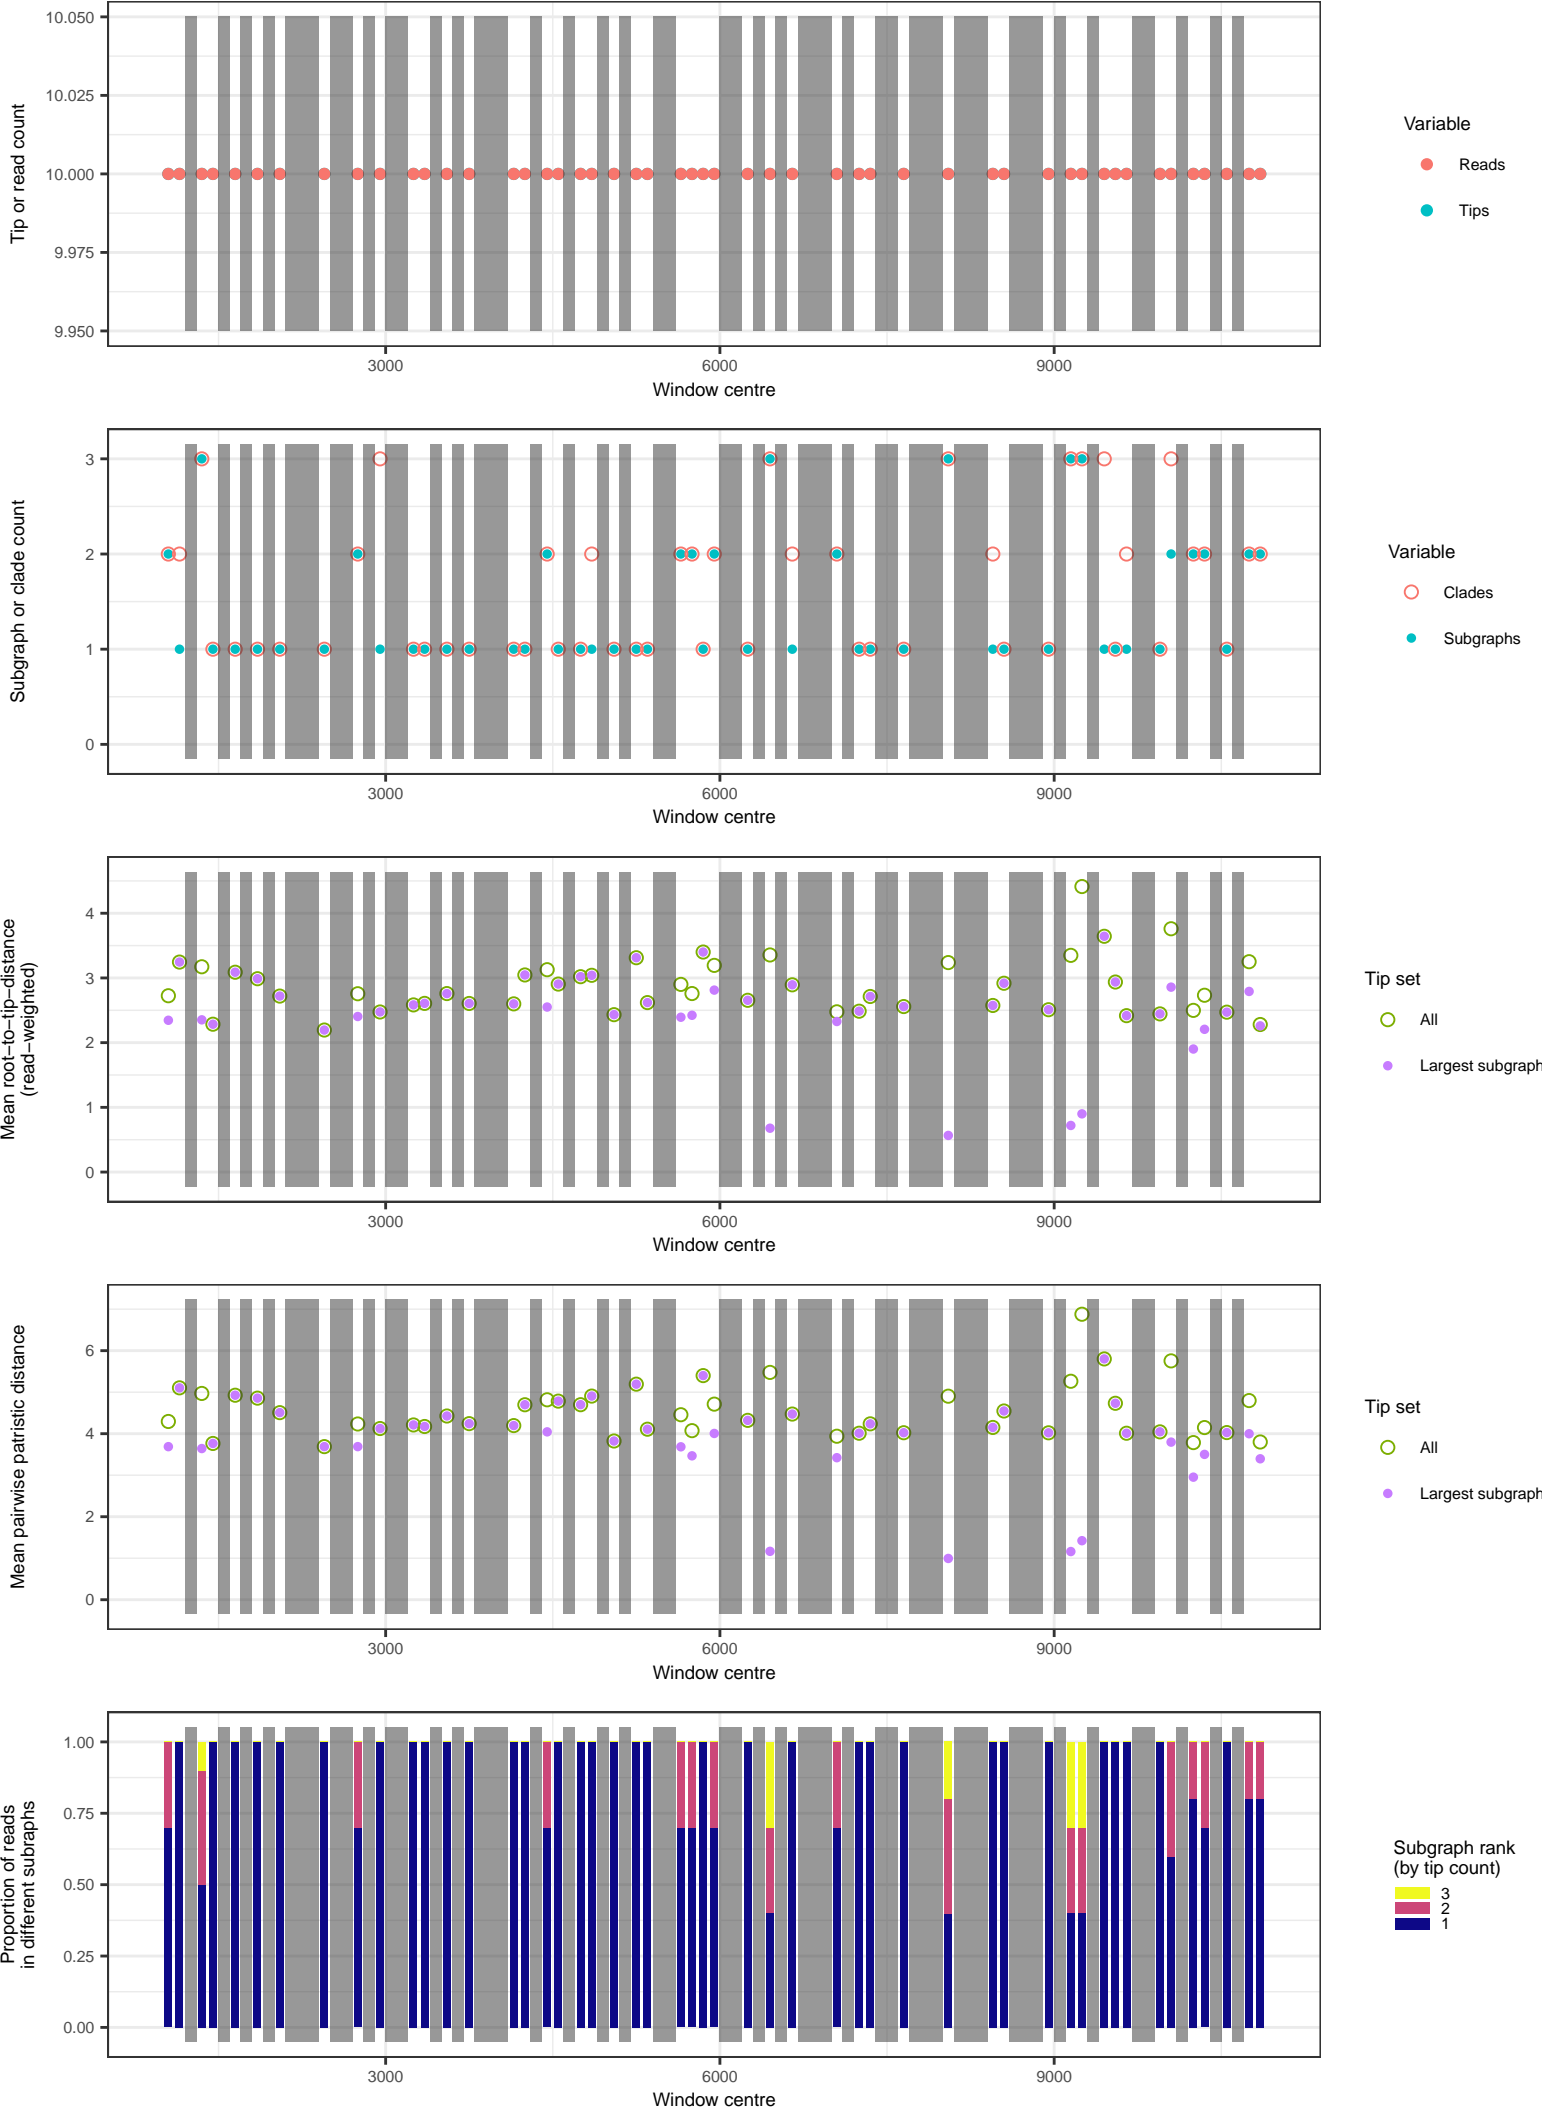 10.050
10.025
10.000
9.975
9.950
Tip or read count
3000
6000
9000
Window centre
Variable
Reads
Tips
3
2
1
0
Subgraph or clade count
3000
6000
9000
Window centre
Variable
Clades
Subgraphs
4
3
2
1
0
Mean root−to−tip−distance
(read−weighted)
3000
6000
9000
Window centre
Tip set
All
Largest subgraph
6
4
2
0
Mean pairwise patristic distance
3000
6000
9000
Window centre
Tip set
All
Largest subgraph
1.00
0.75
0.50
0.25
0.00
Proportion of reads
in different subraphs
3000
6000
9000
Window centre
Subgraph rank
(by tip count)
3
2
1